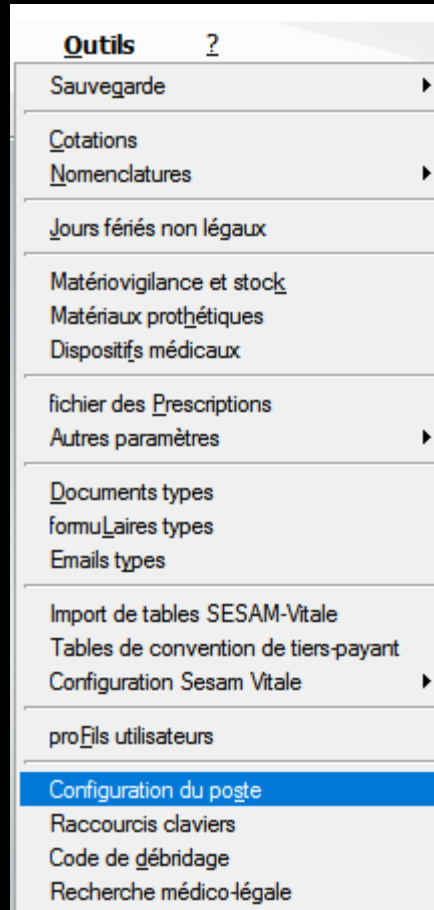 Outils ?
Sauvegarde
Cotations
Nomenclatures
Jours fériés non légaux
Matériovigilance et stock
Matériaux prothétiques
Dispositifs médicaux
fichier des Prescriptions
Autres paramètres
Documents types
formuLaires types
Emails types
Import de tables SESAM-Vitale
Tables de convention de tiers-payant
Configuration Sesam Vitale
proFils utilisateurs
Configuration du poste
Raccourcis claviers
Code de débridage
Recherche médico-légale